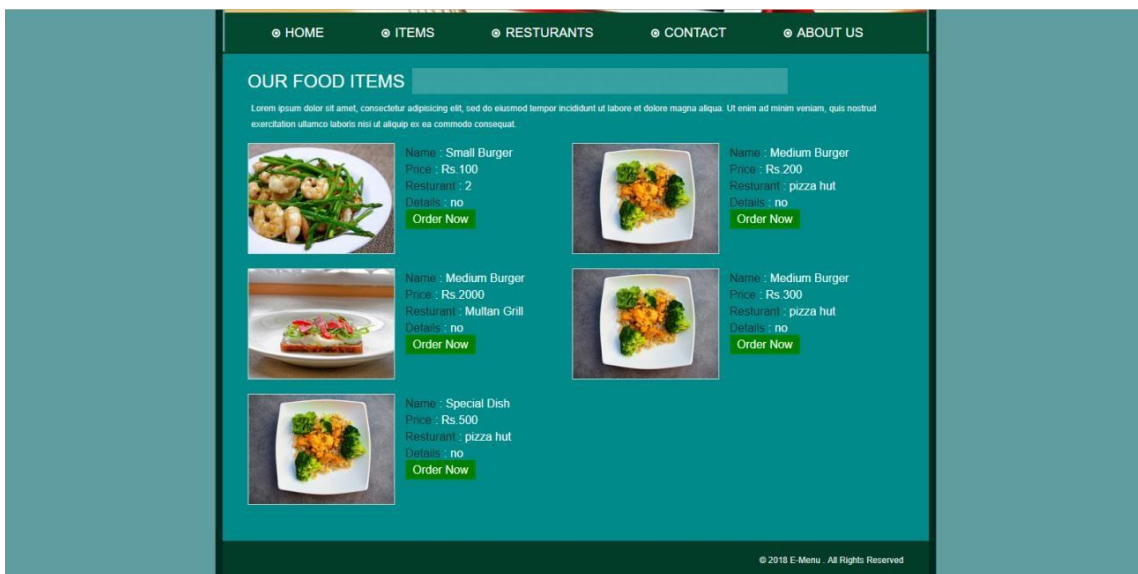 HOME ITEMS RESTURANTS CONTACT ABOUT US
OUR FOOD ITEMS
Lorem ipsum dolor sit amet, consectetur adipisicing elit, sed do eiusmod tempor incididunt ut labore et dolore magna aliqua. Ut enim ad minim veniam, quis nostrud
exercitation ullamco laboris nisi ut aliquip ex ea commodo consequat.
Name : Small Burger
Price : Rs.100
Resturant : 2
Details : no
Order Now
Name : Medium Burger
Price : Rs.200
Resturant : pizza hut
Details : no
Order Now
Name : Medium Burger
Price : Rs.2000
Resturant : Multan Grill
Details : no
Order Now
Name : Medium Burger
Price : Rs.300
Resturant : pizza hut
Details : no
Order Now
Name : Special Dish
Price : Rs.500
Resturant : pizza hut
Details : no
Order Now
© 2018 E-Menu . All Rights Reserved